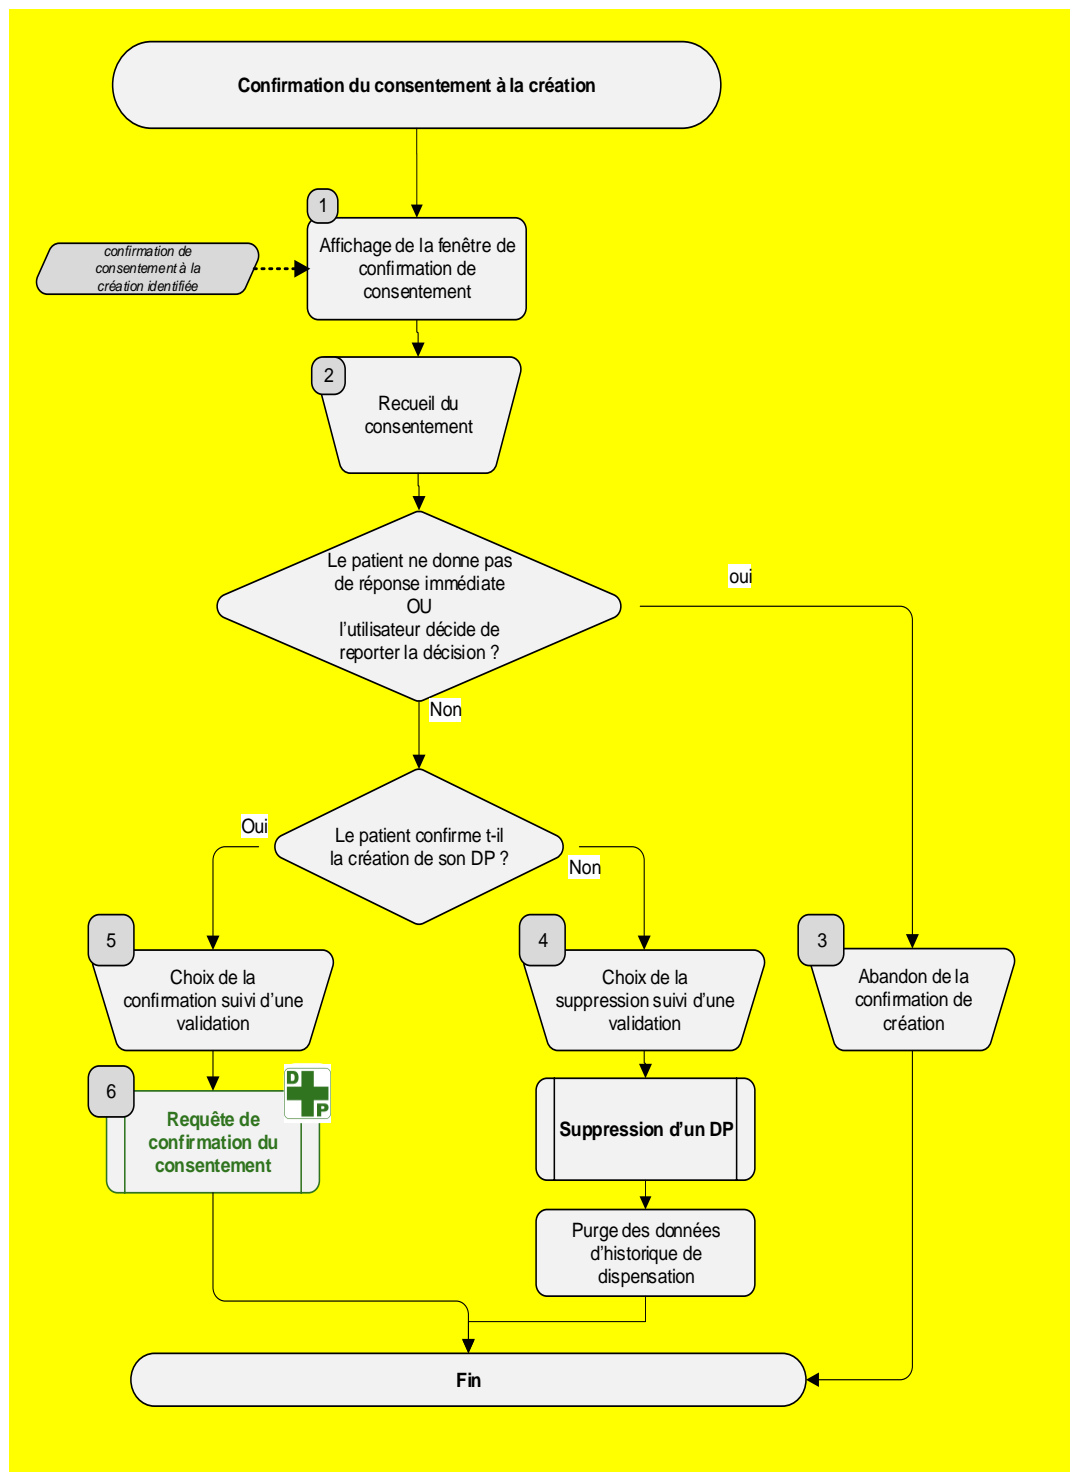 Confirmation du consentement à la création
1
Affichage de la fenêtre de
confirmation de
consentement
confirmation de
consentement à la
création identifiée
2
Recueil du
consentement
Le patient ne donne pas
de réponse immédiate
OU
l'utilisateur décide de
reporter la décision ?
oui
Non
Le patient confirme t-il
la création de son DP ?
Oui
Non
5
Choix de la
confirmation suivi d'une
validation
4
Choix de la
suppression suivi d'une
validation
3
Abandon de la
confirmation de
création
6
D
P
Requête de
confirmation du
consentement
Suppression d'un DP
Purge des données
d'historique de
dispensation
Fin